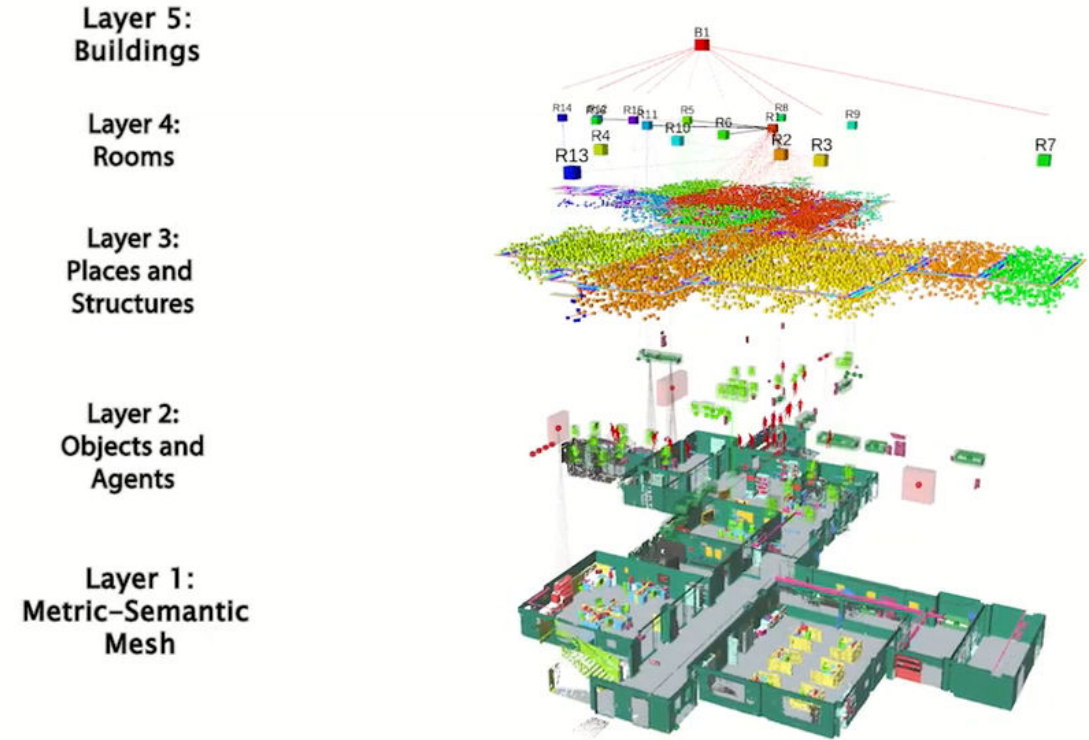 Layer 5:
Buildings
B1
Layer 4:
Rooms
R14
R15
R11
R5
R8
R9
R10
R6
R4
R2
R3
R7
R13
Layer 3:
Places and
Structures
Layer 2:
Objects and
Agents
Layer 1:
Metric-Semantic
Mesh